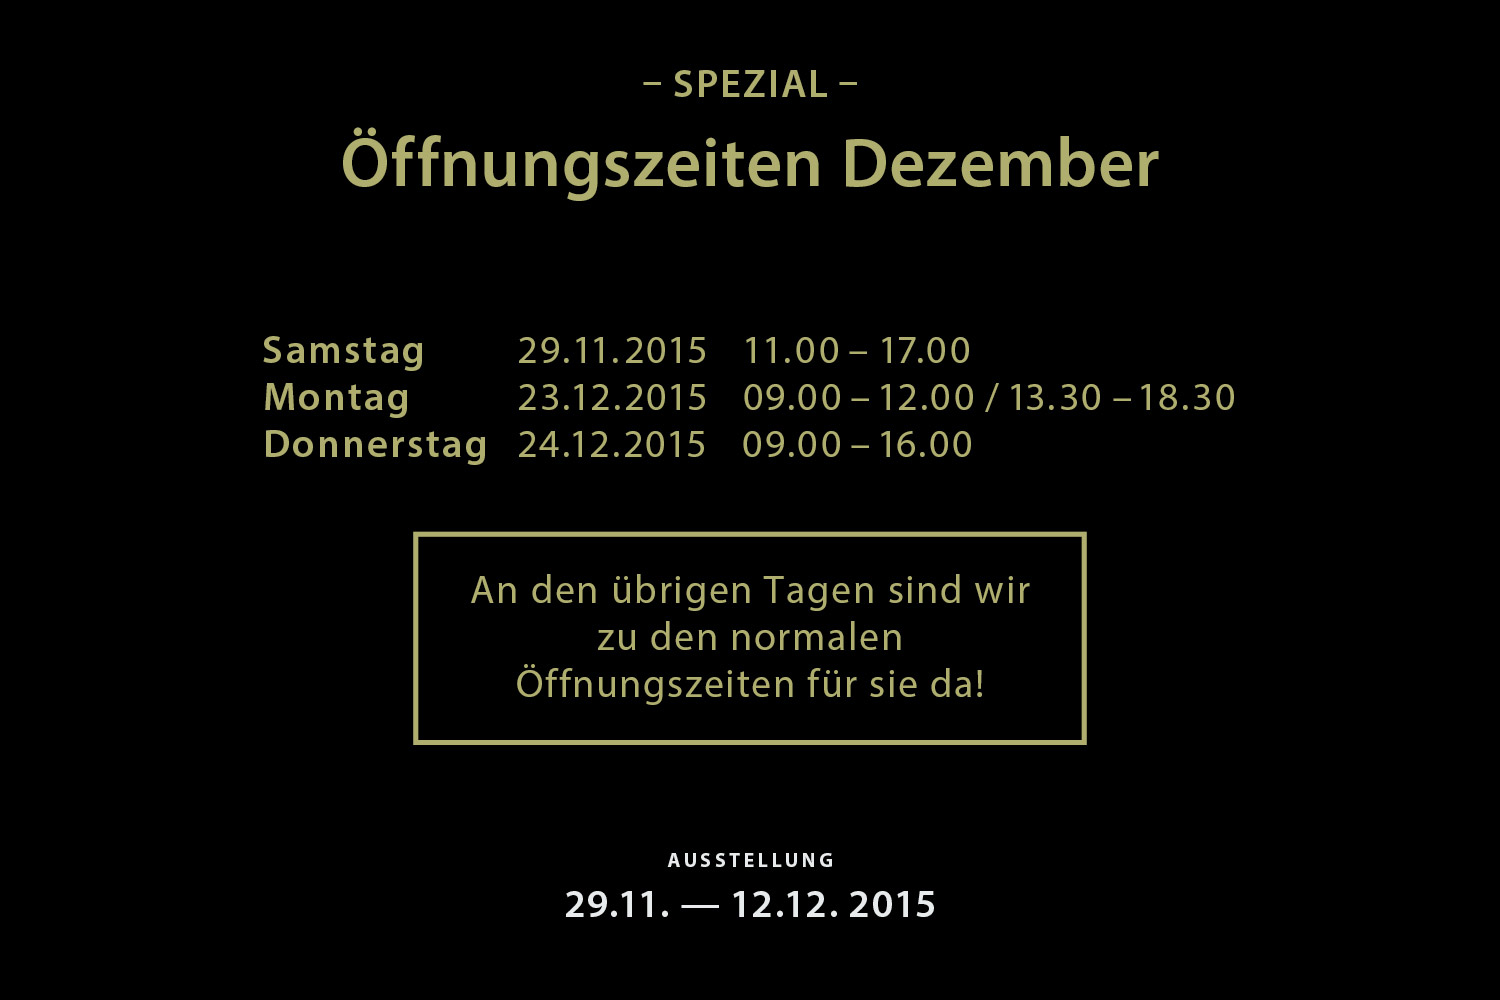 – SPEZIAL –
Öffnungszeiten Dezember
Samstag 29.11.2015 11.00 – 17.00
Montag 23.12.2015 09.00 – 12.00 / 13.30 – 18.30
Donnerstag 24.12.2015 09.00 – 16.00
An den übrigen Tagen sind wir
zu den normalen
Öffnungszeiten für sie da!
AUSSTELLUNG
29.11. — 12.12. 2015